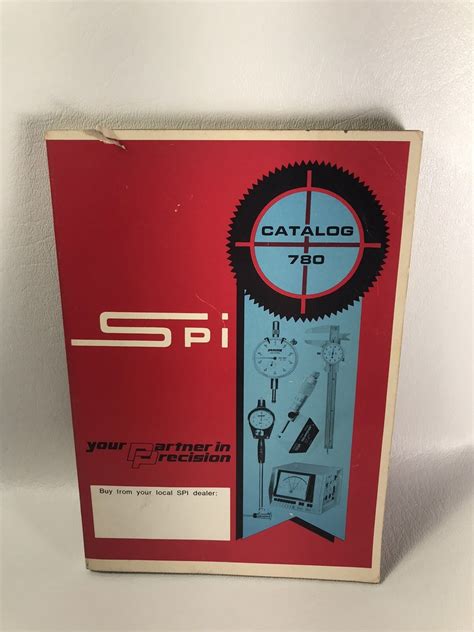 CATALOG
780
SPi
your Partner in
Precision
Buy from your local SPi dealer: